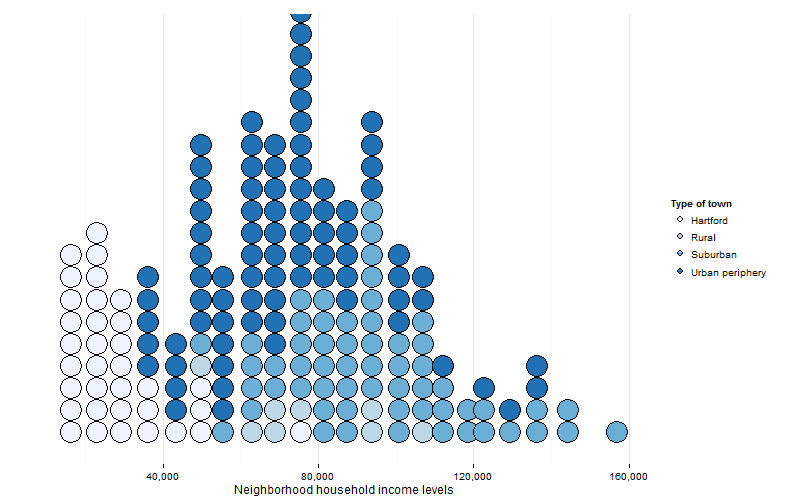 Type of town
Hartford
Rural
Suburban
Urban periphery
40,000 80,000 120,000 160,000
Neighborhood household income levels